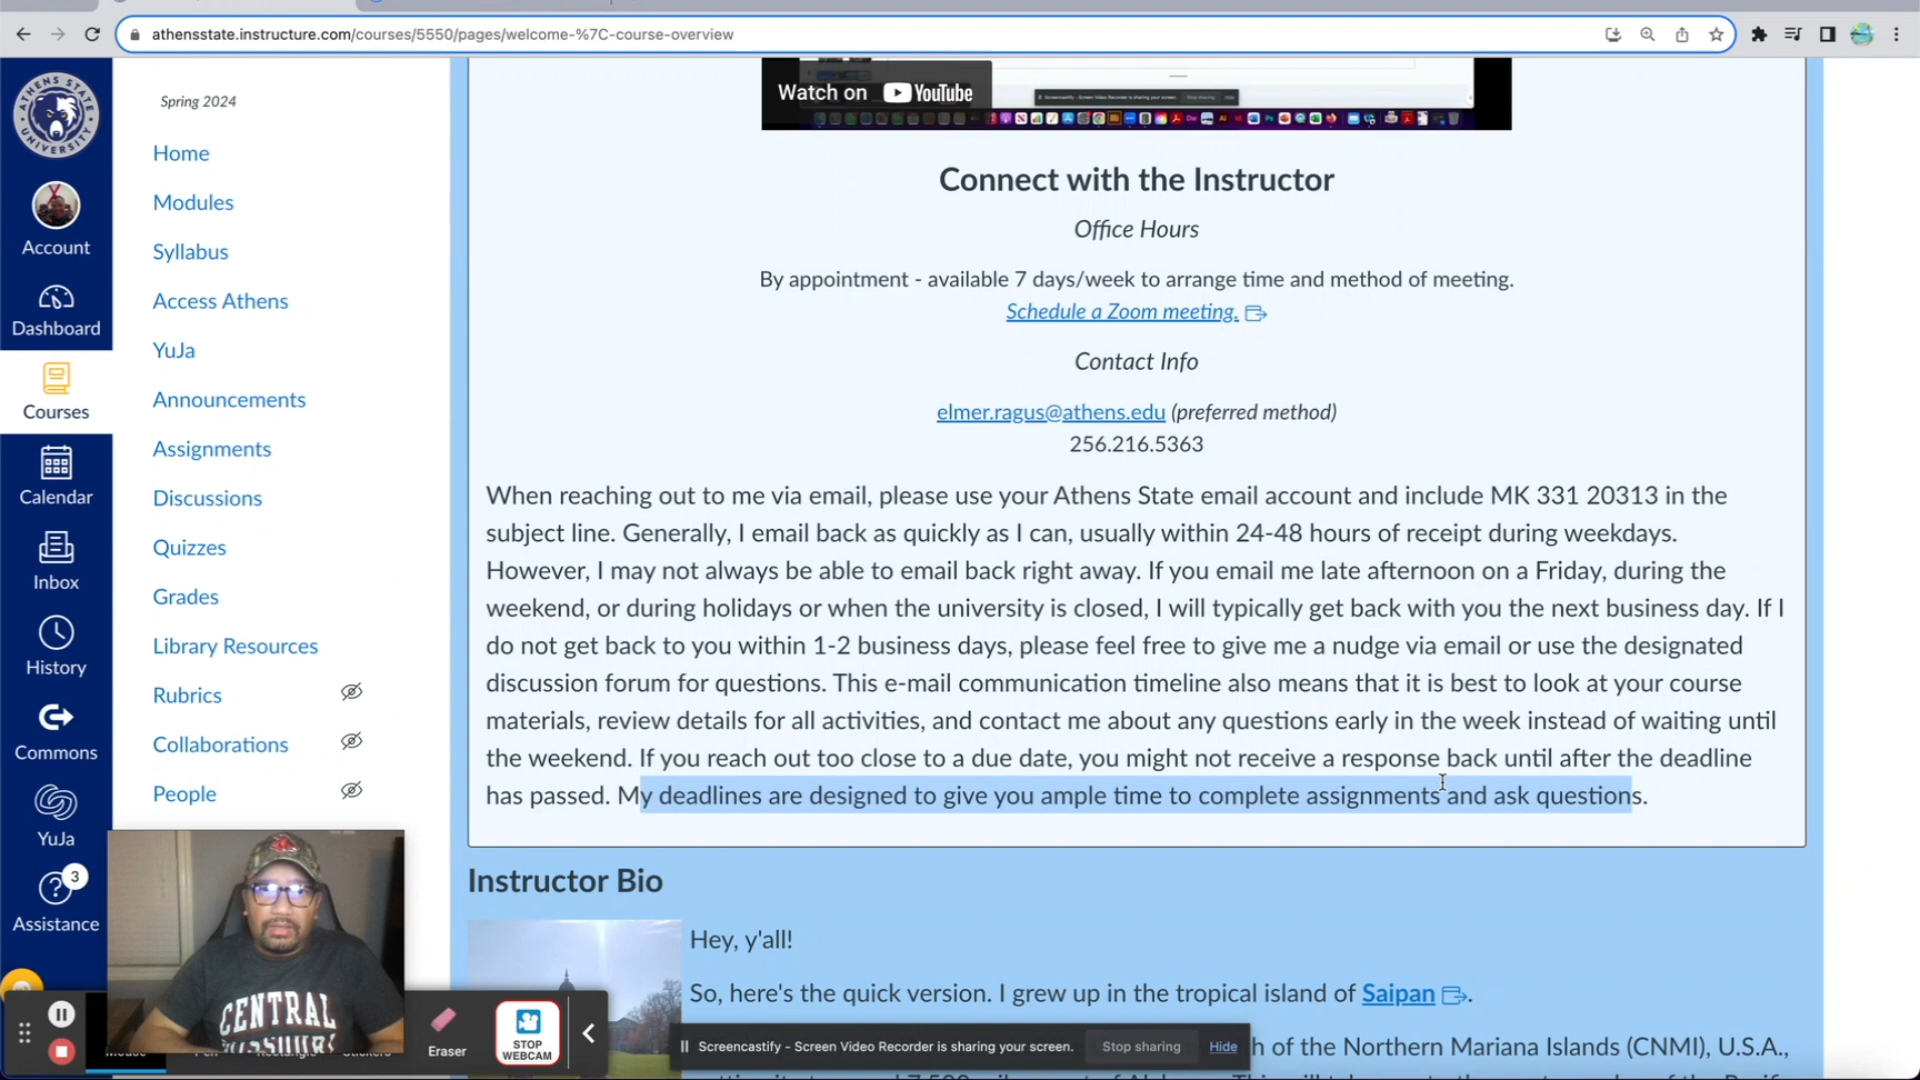 athensstate.instructure.com/courses/5550/pages/welcome-%7C-course-overview
ATHENS STATE UNIVERSITY
Account
Dashboard
Courses
Calendar
Inbox
History
Commons
YuJa
3
Assistance
Spring 2024
Home
Modules
Syllabus
Access Athens
YuJa
Announcements
Assignments
Discussions
Quizzes
Grades
Library Resources
Rubrics
Collaborations
People
Watch on YouTube
Connect with the Instructor
Office Hours
By appointment - available 7 days/week to arrange time and method of meeting.
Schedule a Zoom meeting.
Contact Info
elmer.ragus@athens.edu (preferred method)
256.216.5363
When reaching out to me via email, please use your Athens State email account and include MK 331 20313 in the
subject line. Generally, I email back as quickly as I can, usually within 24-48 hours of receipt during weekdays.
However, I may not always be able to email back right away. If you email me late afternoon on a Friday, during the
weekend, or during holidays or when the university is closed, I will typically get back with you the next business day. If I
do not get back to you within 1-2 business days, please feel free to give me a nudge via email or use the designated
discussion forum for questions. This e-mail communication timeline also means that it is best to look at your course
materials, review details for all activities, and contact me about any questions early in the week instead of waiting until
the weekend. If you reach out too close to a due date, you might not receive a response back until after the deadline
has passed. My deadlines are designed to give you ample time to complete assignments and ask questions.
Instructor Bio
Hey, y'all!
So, here's the quick version. I grew up in the tropical island of Saipan.
h of the Northern Mariana Islands (CNMI), U.S.A.,
CENTRAL
MISSOURI
Eraser
STOP
WEBCAM
Screencastify - Screen Video Recorder is sharing your screen.
Stop sharing
Hide